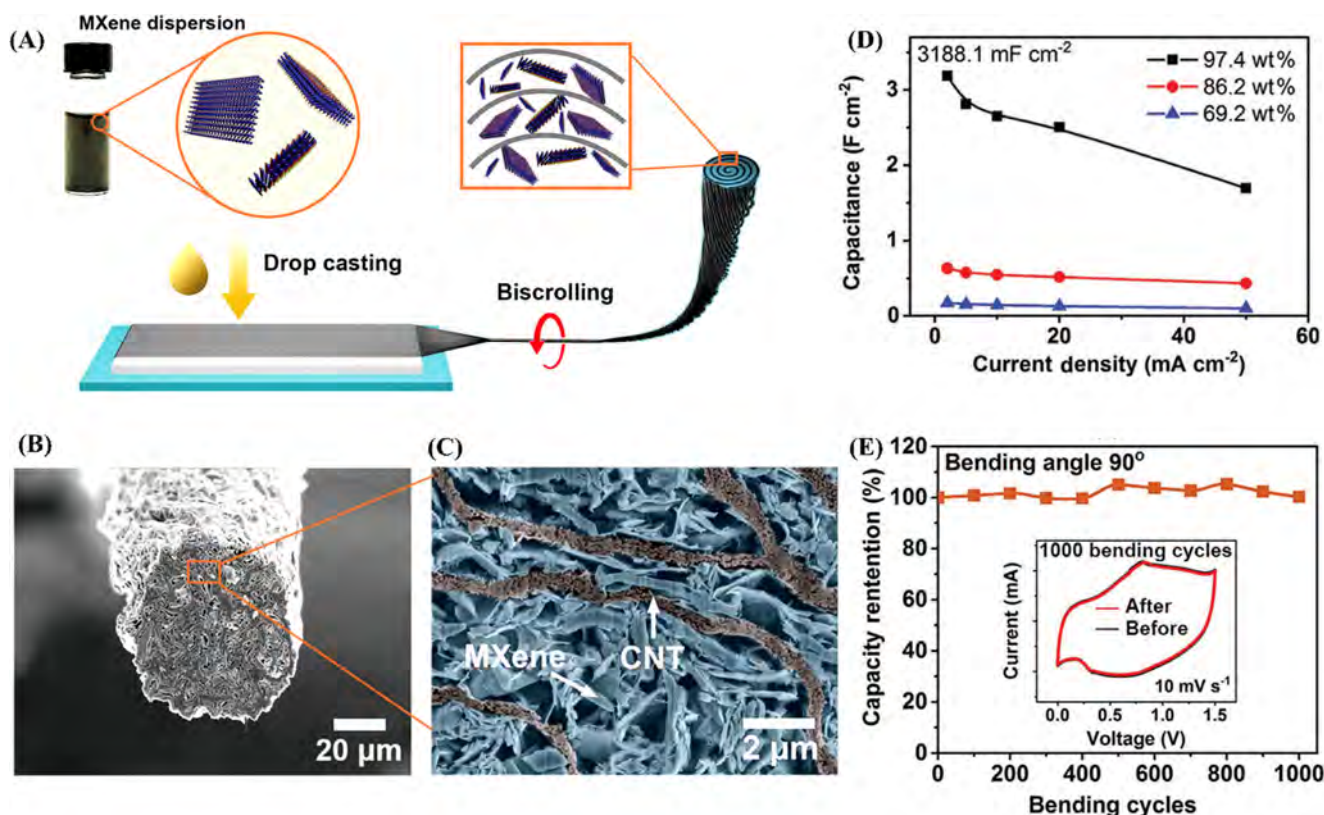 (A)
MXene dispersion
Drop casting
Biscrolling
(B)
20 µm
(C)
MXene
CNT
2 µm
(D)
3188.1 mF cm⁻²
97.4 wt%
86.2 wt%
69.2 wt%
Capacitance (F cm⁻²)
3
2
1
0
0 20 40 60
Current density (mA cm⁻²)
(E)
Bending angle 90°
Capacity rentention (%)
120
100
80
60
40
20
0
1000 bending cycles
After
Before
10 mV s⁻¹
Current (mA)
0.0 0.5 1.0 1.5
Voltage (V)
0 200 400 600 800 1000
Bending cycles